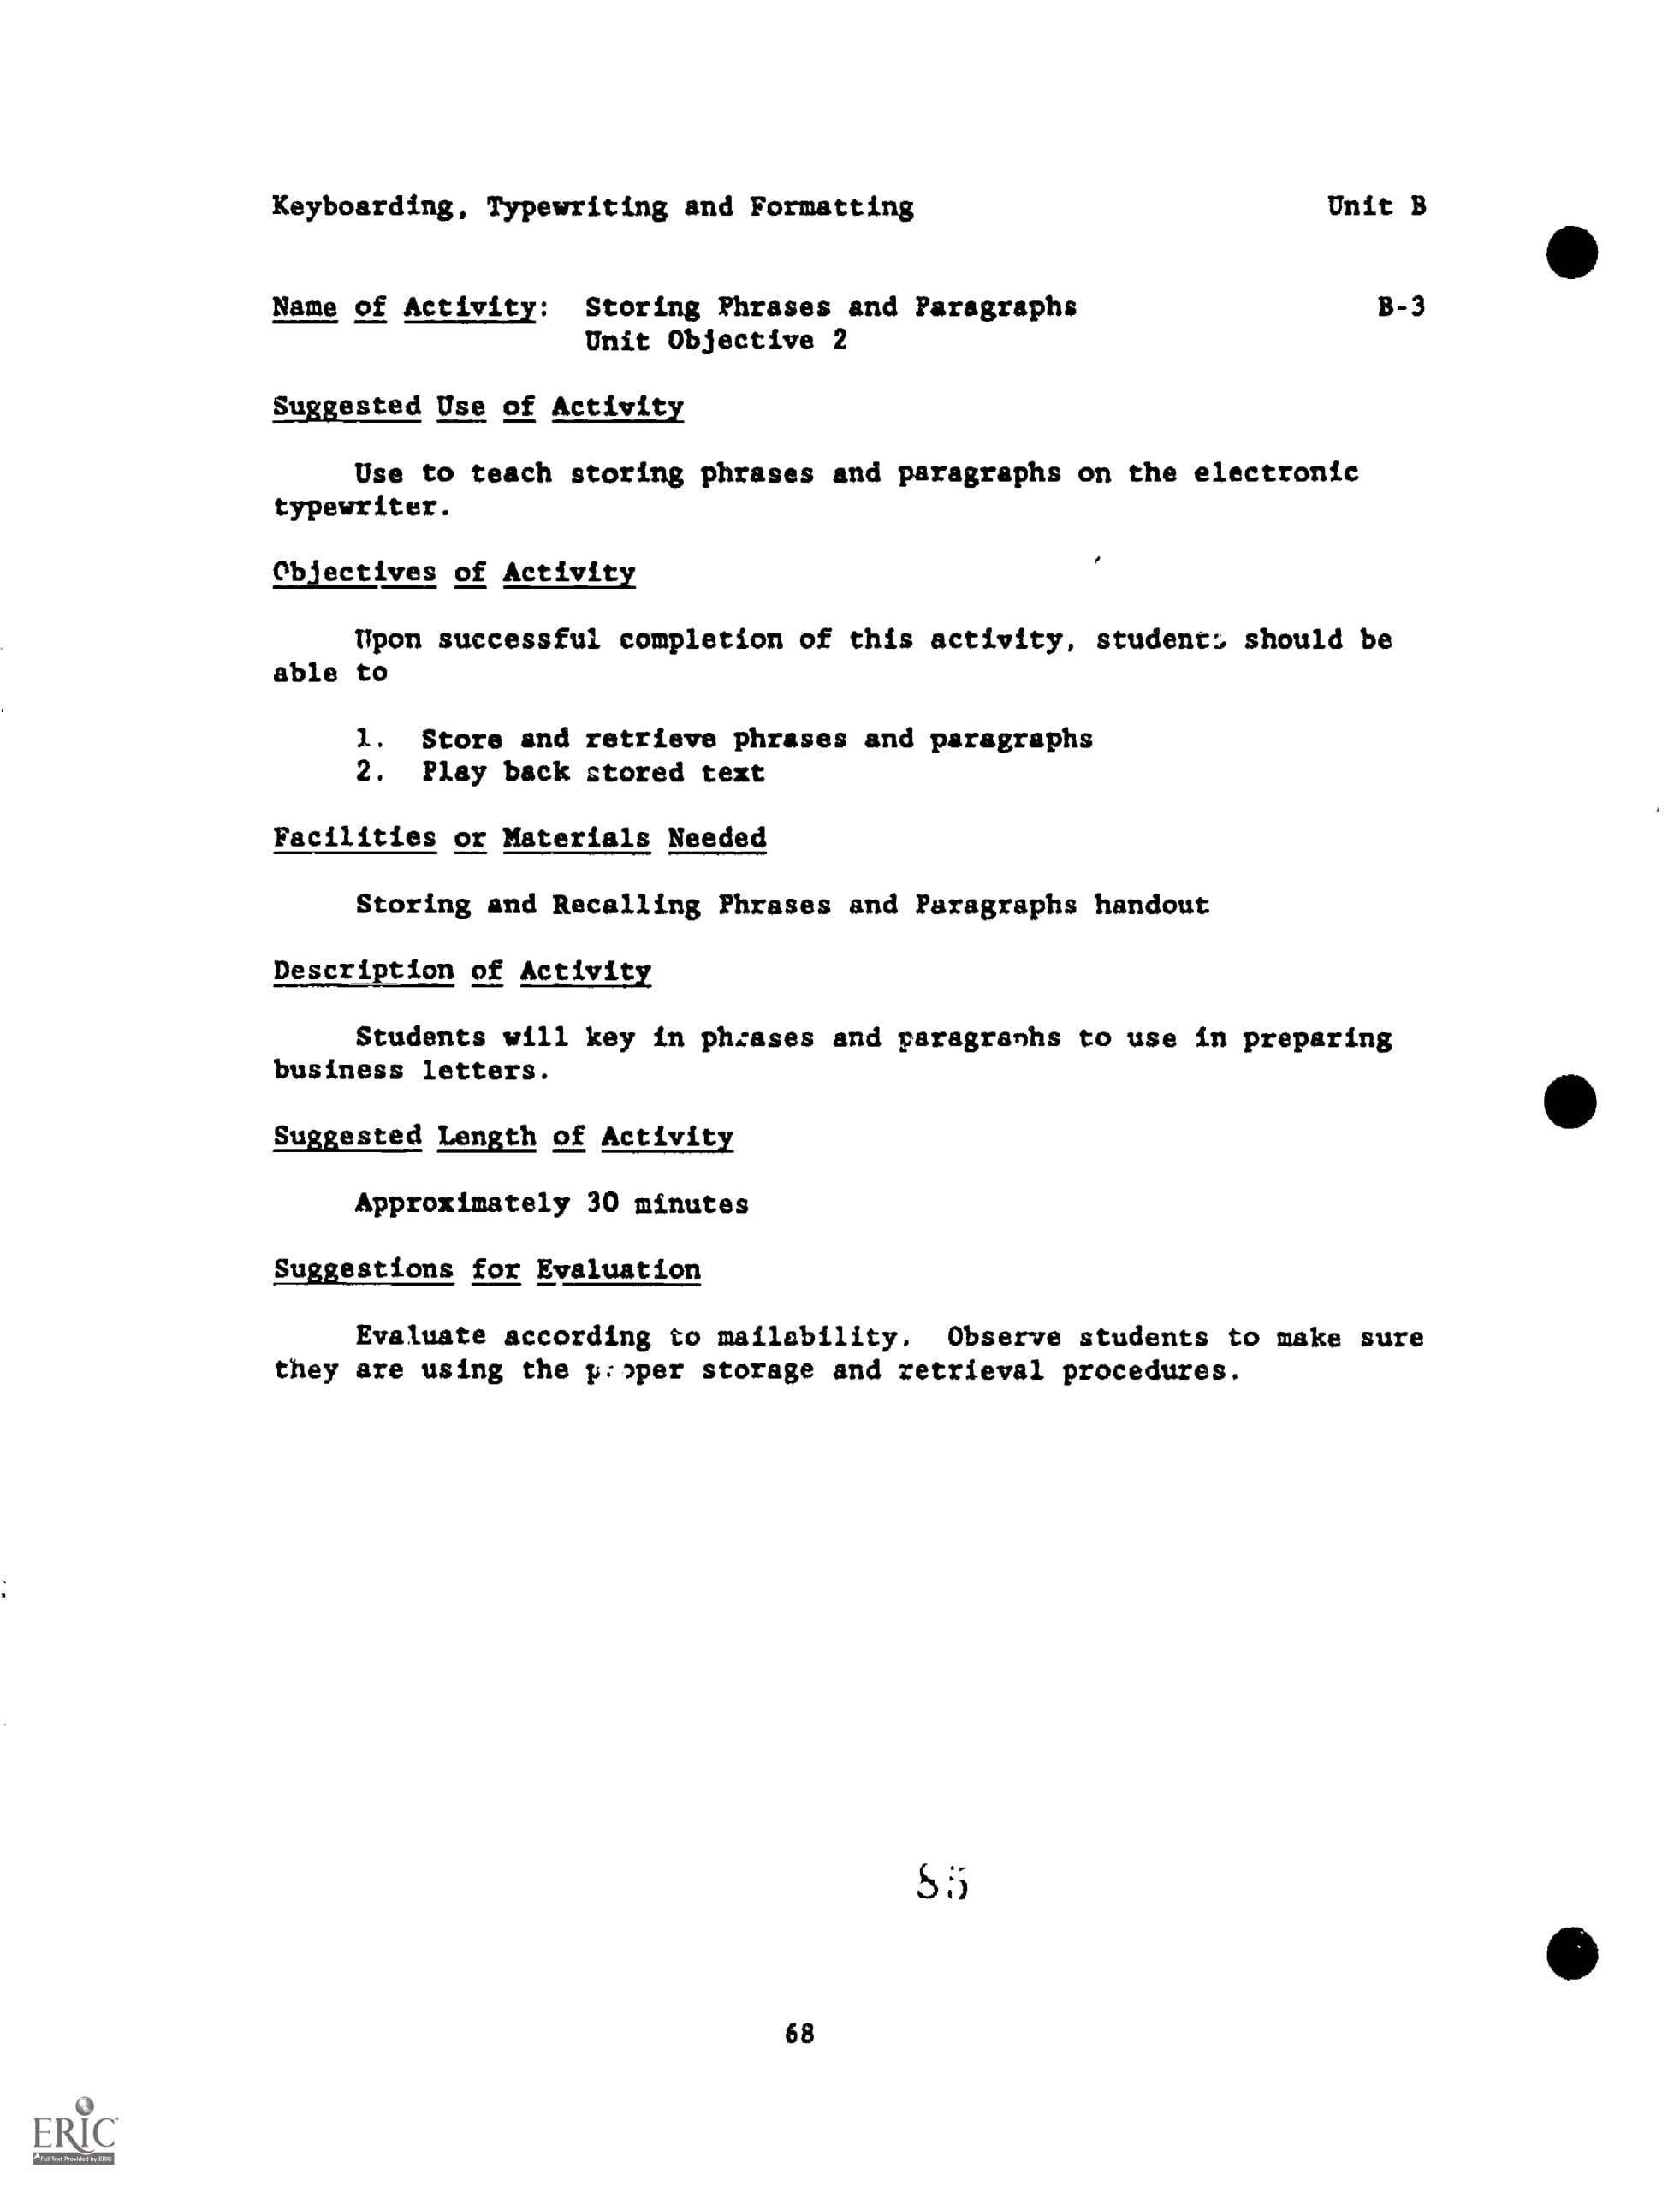 Keyboarding, Typewriting and Formatting Unit B
Name of Activity: Storing Phrases and Paragraphs B-3
Unit Objective 2
Suggested Use of Activity
Use to teach storing phrases and paragraphs on the electronic
typewriter.
Objectives of Activity
Upon successful completion of this activity, students should be
able to
1. Store and retrieve phrases and paragraphs
2. Play back stored text
Facilities or Materials Needed
Storing and Recalling Phrases and Paragraphs handout
Description of Activity
Students will key in phrases and paragraphs to use in preparing
business letters.
Suggested Length of Activity
Approximately 30 minutes
Suggestions for Evaluation
Evaluate according to mailability. Observe students to make sure
they are using the proper storage and retrieval procedures.
85
68
ERIC
Full Text Provided by ERIC